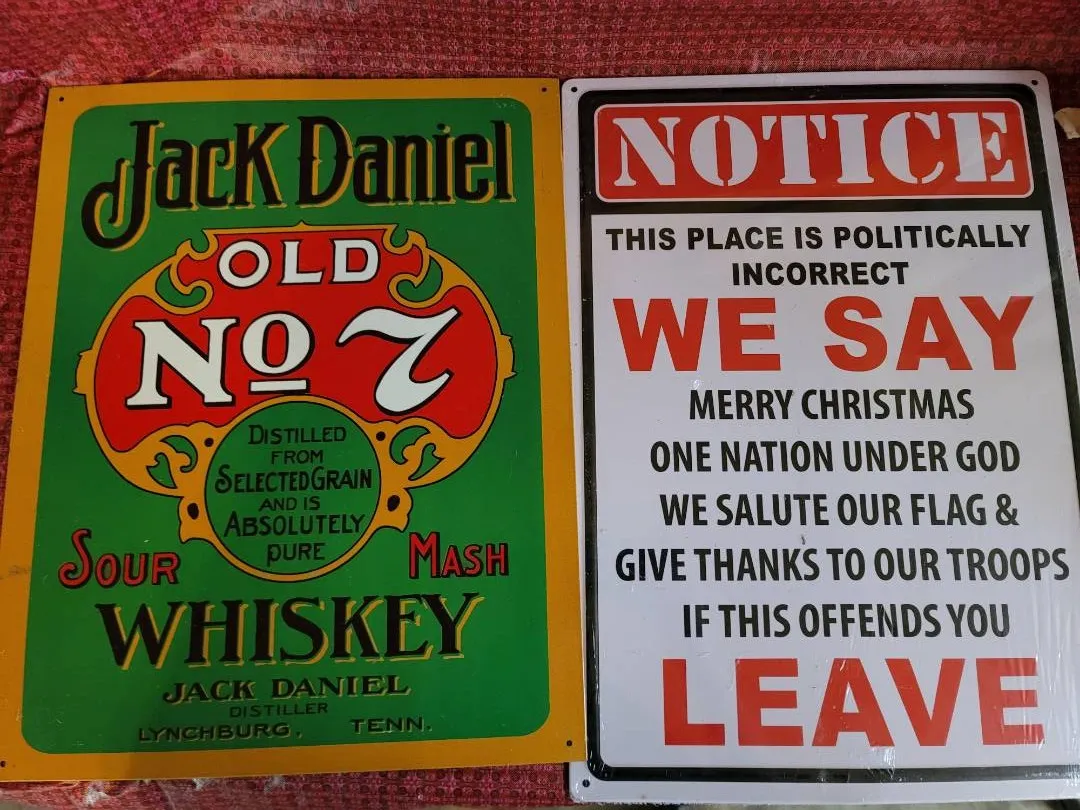 Jack Daniel
OLD
No 7
DISTILLED
FROM
SELECTED GRAIN
AND IS
ABSOLUTELY
PURE
SOUR MASH
WHISKEY
JACK DANIEL
DISTILLER
LYNCHBURG, TENN.
NOTICE
THIS PLACE IS POLITICALLY
INCORRECT
WE SAY
MERRY CHRISTMAS
ONE NATION UNDER GOD
WE SALUTE OUR FLAG &
GIVE THANKS TO OUR TROOPS
IF THIS OFFENDS YOU
LEAVE